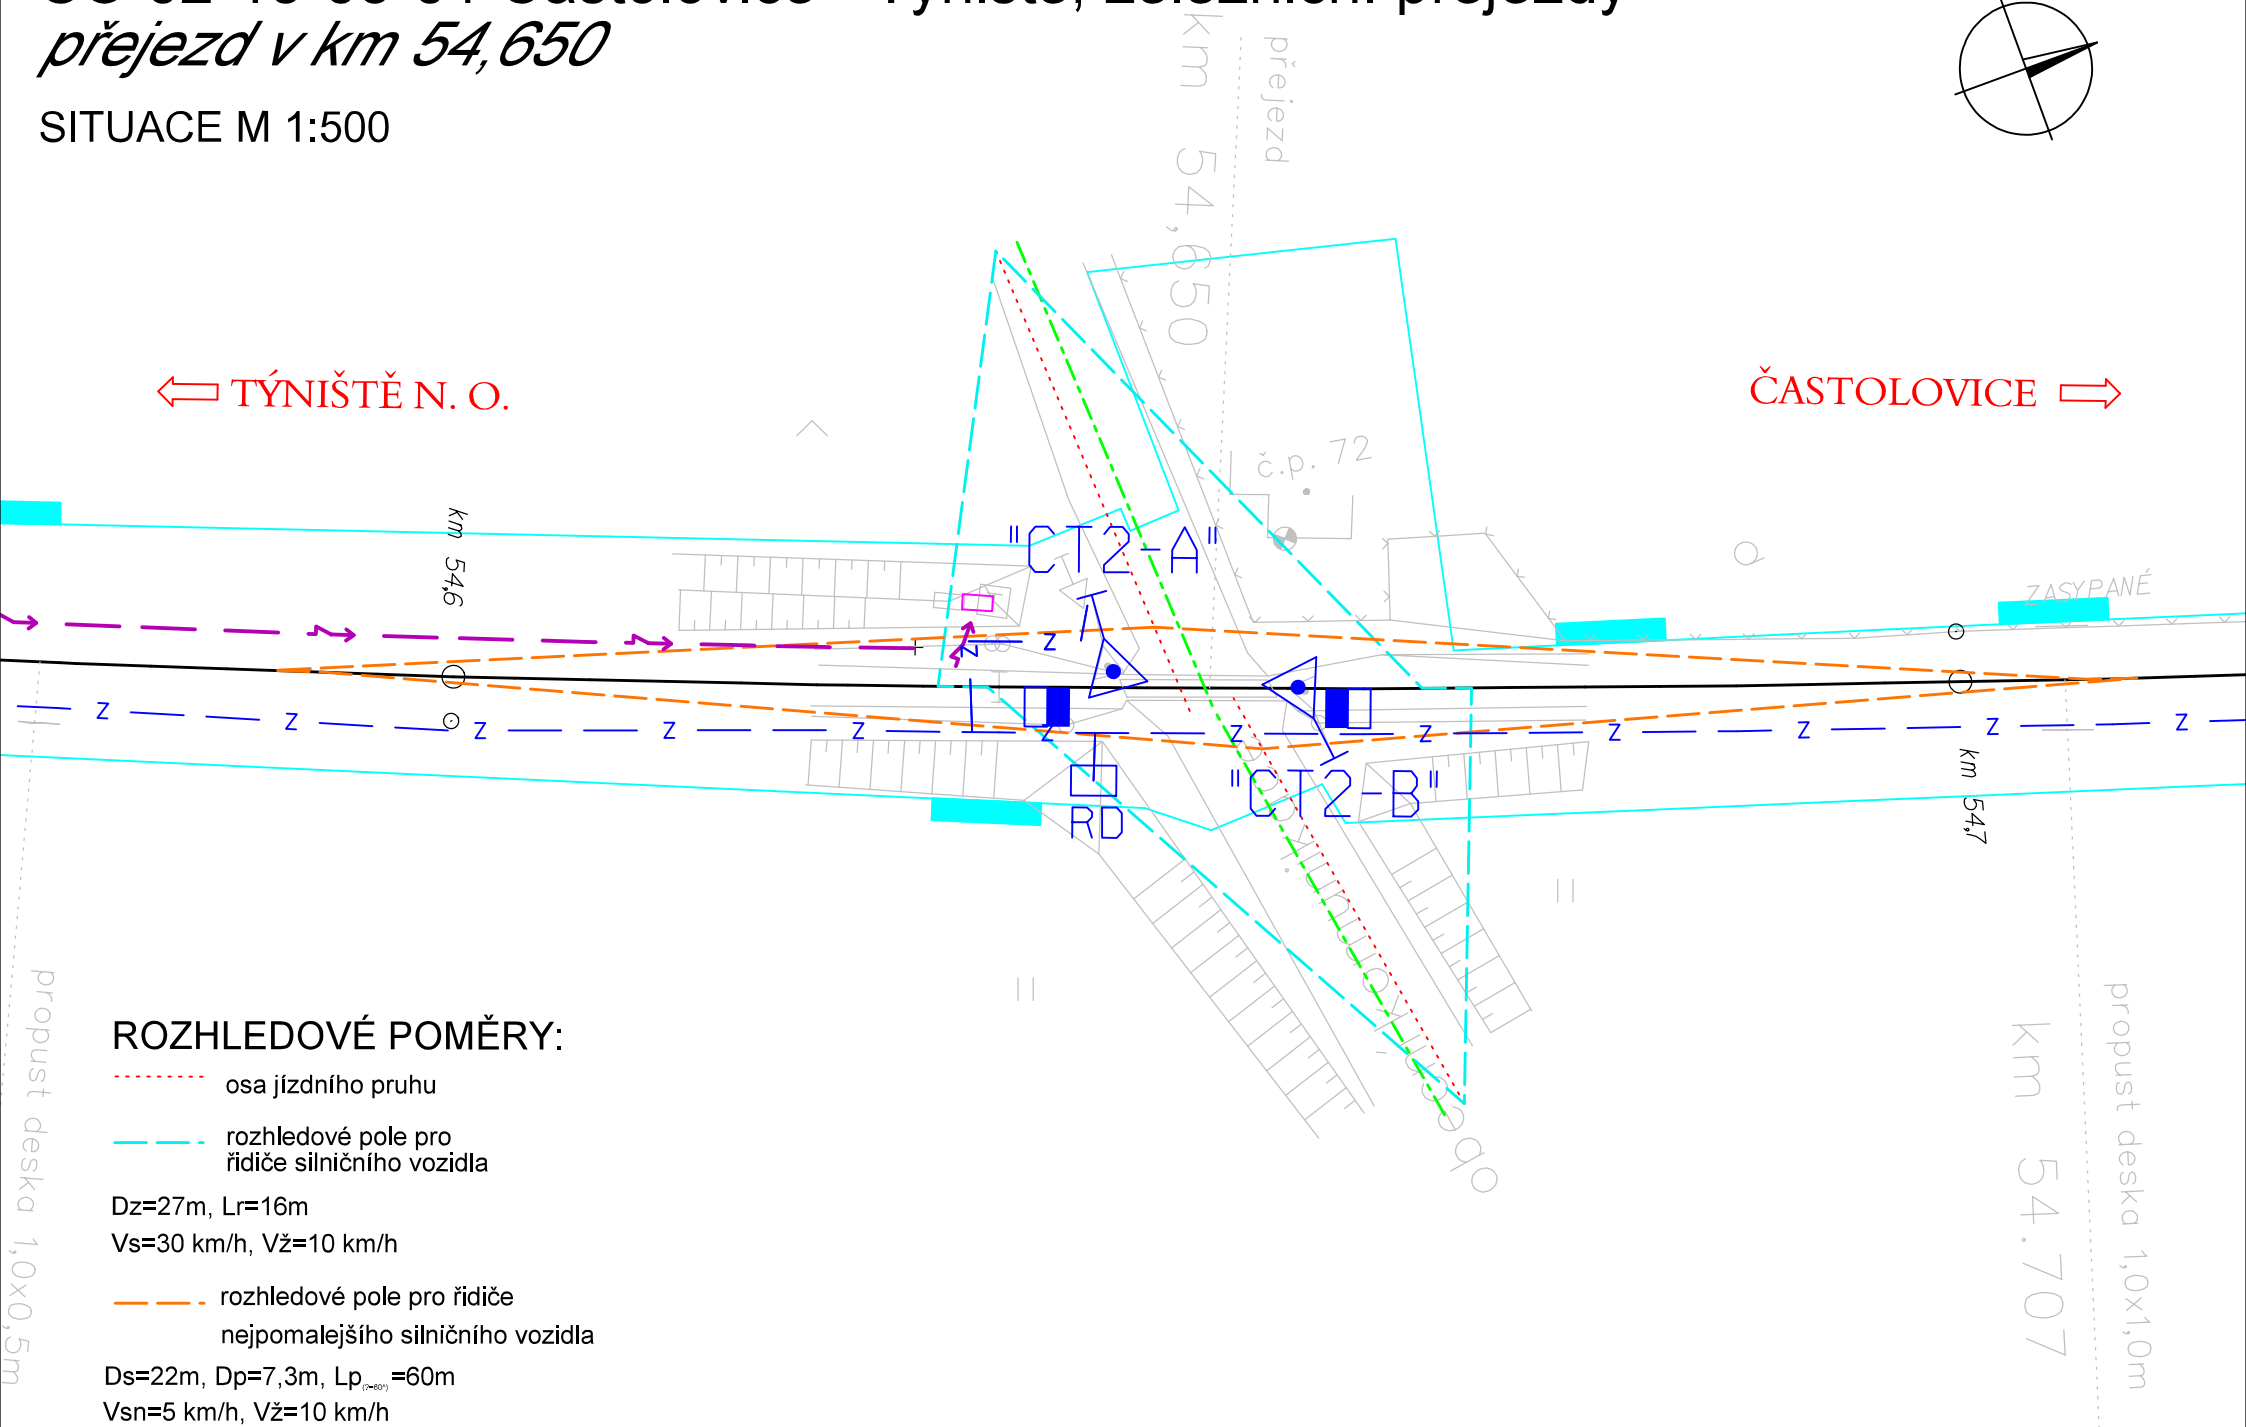 přejezd v km 54,650
SITUACE M 1:500
km 54,650
přejezd
TÝNIŠTĚ N. O.
ČASTOLOVICE
č.p. 72
"CT2-A"
km 54,6
ZASYPANÉ
Z Z
Z Z Z Z Z Z Z Z Z Z Z Z
"CT2-B"
RD
km 54,7
propust deska 1,0x0,5m
propust deska 1,0x1,0m
km 54.707
ROZHLEDOVÉ POMĚRY:
osa jízdního pruhu
rozhledové pole pro
řidiče silničního vozidla
Dz=27m, Lr=16m
Vs=30 km/h, Vž=10 km/h
rozhledové pole pro řidiče
nejpomalejšího silničního vozidla
Ds=22m, Dp=7,3m, Lp =60m
Vsn=5 km/h, Vž=10 km/h